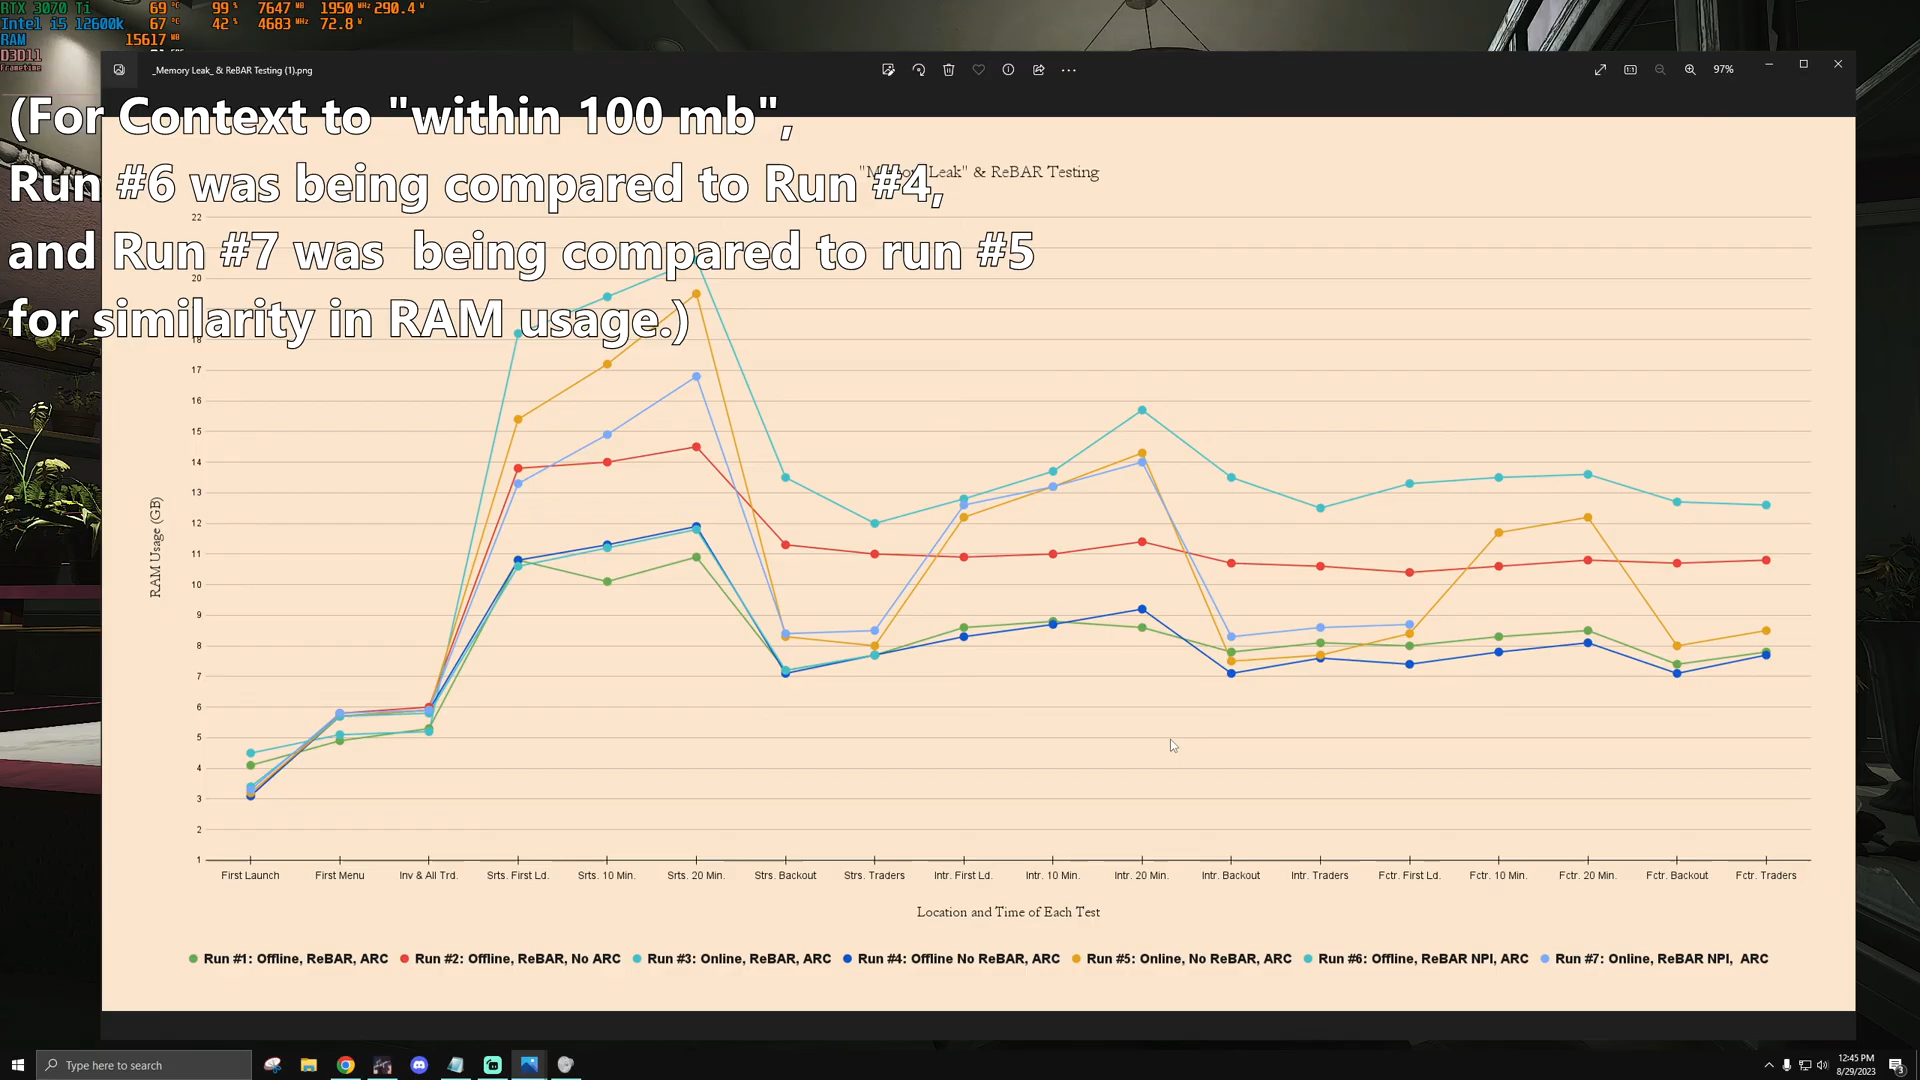 RTX 3070 Ti 69 °C 99 % 7647 MB 1950 MHz 290.4 W
Intel i5 12600k 67 °C 42 % 4683 MHz 72.8 W
RAM 15617 MB
D3D11
Frametime
_Memory Leak_ & ReBAR Testing (1).png
97%
(For Context to "within 100 mb",
Run #6 was being compared to Run #4,
and Run #7 was being compared to run #5
for similarity in RAM usage.)
"Memory Leak" & ReBAR Testing
RAM Usage (GB)
22
20
18
17
16
15
14
13
12
11
10
9
8
7
6
5
4
3
2
1
First Launch First Menu Inv & All Trd. Srts. First Ld. Srts. 10 Min. Srts. 20 Min. Strs. Backout Strs. Traders Intr. First Ld. Intr. 10 Min. Intr. 20 Min. Intr. Backout Intr. Traders Fctr. First Ld. Fctr. 10 Min. Fctr. 20 Min. Fctr. Backout Fctr. Traders
Location and Time of Each Test
Run #1: Offline, ReBAR, ARC Run #2: Offline, ReBAR, No ARC Run #3: Online, ReBAR, ARC Run #4: Offline No ReBAR, ARC Run #5: Online, No ReBAR, ARC Run #6: Offline, ReBAR NPI, ARC Run #7: Online, ReBAR NPI, ARC
Type here to search
12:45 PM
8/29/2023
3